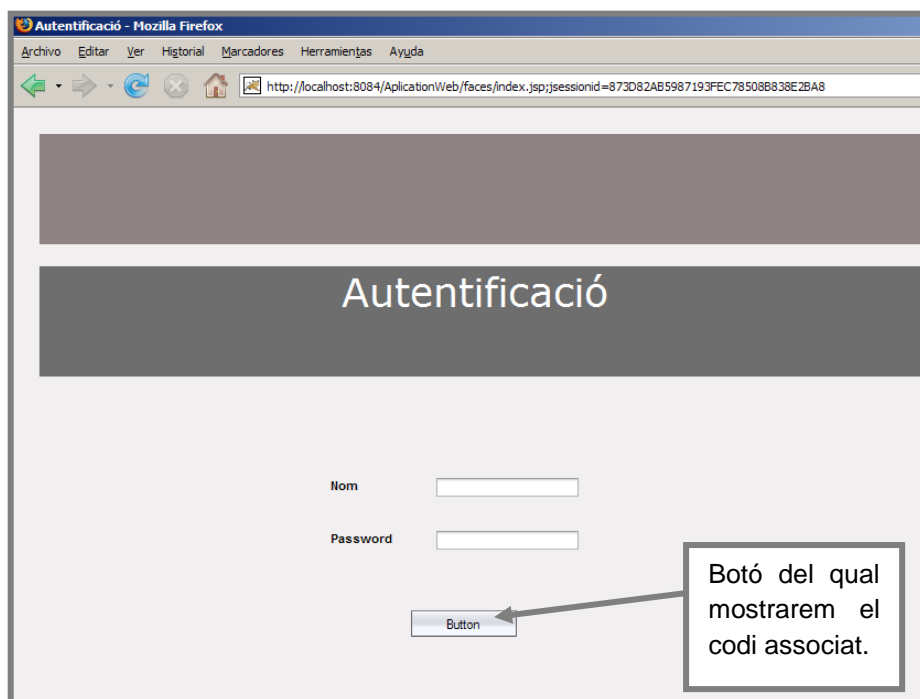 Autentificació - Mozilla Firefox
Archivo Editar Ver Historial Marcadores Herramientas Ayuda
http://localhost:8084/AplicationWeb/faces/index.jsp;jsessionid=873D82AB5987193FEC78508B838E2BA8
Autentificació
Nom
Password
Botó del qual
mostrarem el
codi associat.
Button